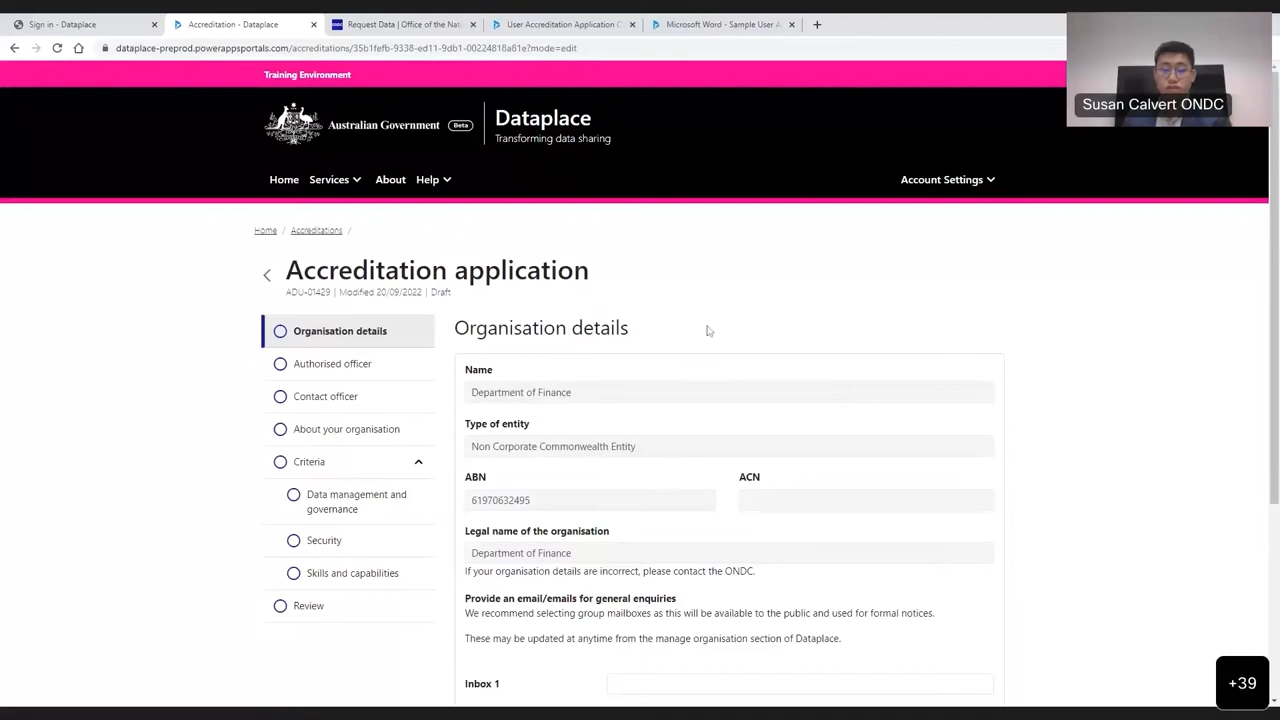 Sign in - Dataplace
Accreditation - Dataplace
Request Data | Office of the Nat
User Accreditation Application C
Microsoft Word - Sample User A
dataplace-preprod.powerappsportals.com/accreditations/35b1fefb-9338-ed11-9db1-00224818a81e?mode=edit
Susan Calvert ONDC
Training Environment
Australian Government
Beta
Dataplace
Transforming data sharing
Home
Services
About
Help
Account Settings
Home / Accreditations /
Accreditation application
ADU-01429 | Modified 20/09/2022 | Draft
Organisation details
Authorised officer
Contact officer
About your organisation
Criteria
Data management and
governance
Security
Skills and capabilities
Review
Organisation details
Name
Department of Finance
Type of entity
Non Corporate Commonwealth Entity
ABN
ACN
61970632495
Legal name of the organisation
Department of Finance
If your organisation details are incorrect, please contact the ONDC.
Provide an email/emails for general enquiries
We recommend selecting group mailboxes as this will be available to the public and used for formal notices.
These may be updated at anytime from the manage organisation section of Dataplace.
Inbox 1
+39